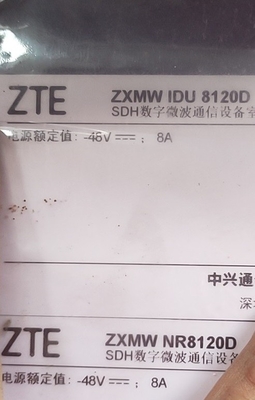 ZTE ZXMW IDU 8120D
SDH数字微波通信设备室
电源额定值: -48V ⎓ ; 8A
中兴通
深
ZTE ZXMW NR8120D
SDH数字微波通信设备
电源额定值: -48V ⎓ ; 8A